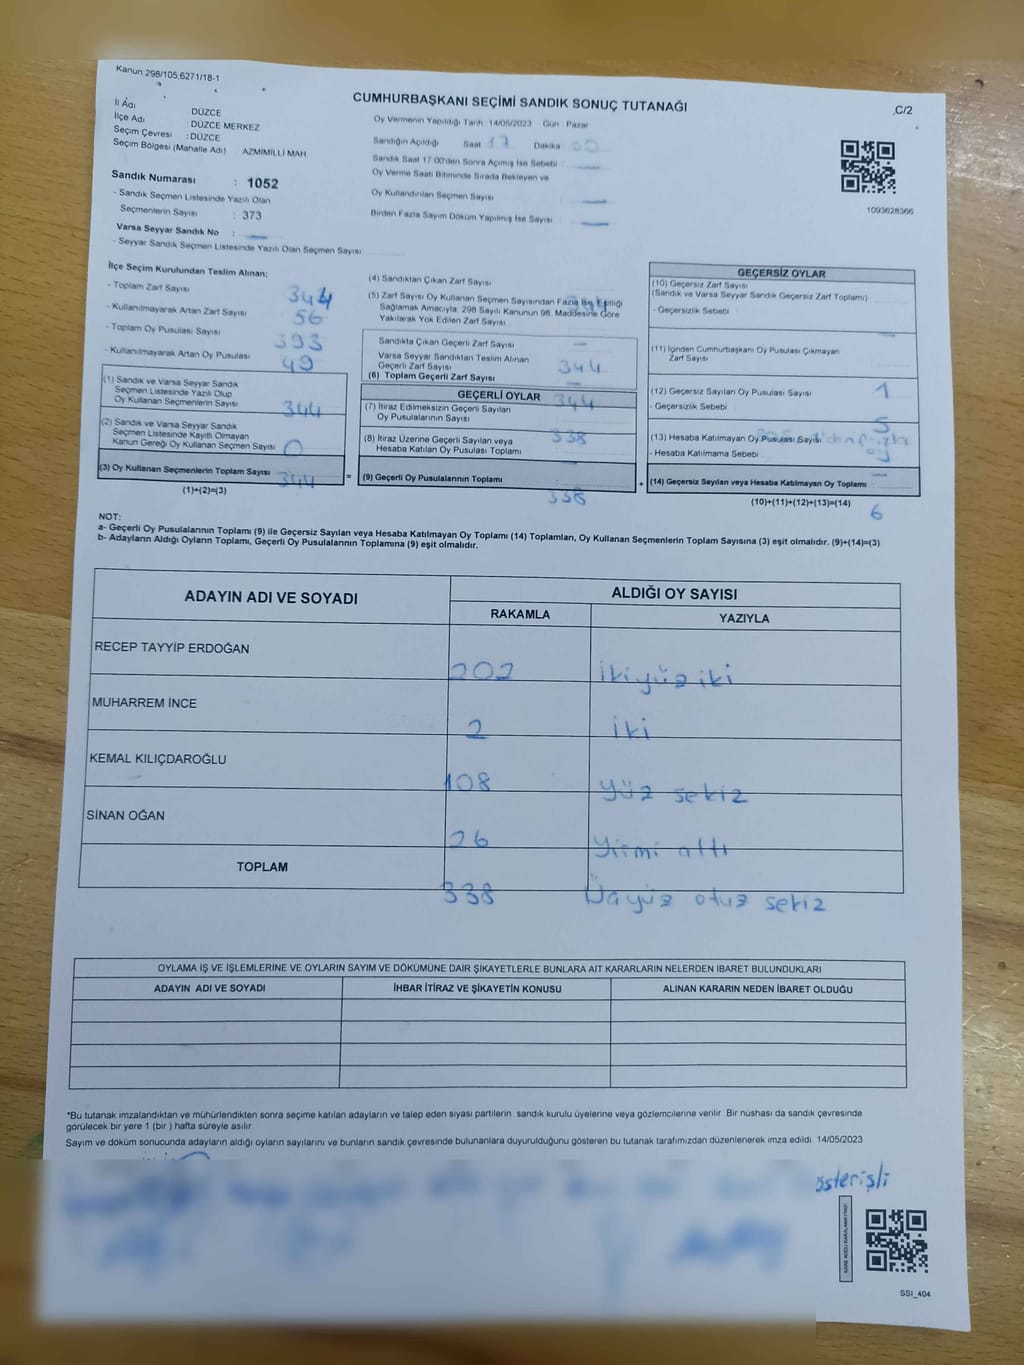 Kanun,298/105,6271/18-1
CUMHURBAŞKANI SEÇİMİ SANDIK SONUÇ TUTANAĞI
C/2
İl Adı DÜZCE
İlçe Adı : DÜZCE MERKEZ
Seçim Çevresi : DÜZCE
Seçim Bölgesi (Mahalle Adı) AZMİMİLLİ MAH
Sandık Numarası : 1052
- Sandık Seçmen Listesinde Yazılı Olan
Seçmenlerin Sayısı : 373
Varsa Seyyar Sandık No :
- Seyyar Sandık Seçmen Listesinde Yazılı Olan Seçmen Sayısı
Oy Vermenin Yapıldığı Tarih : 14/05/2023 Gün : Pazar
Sandığın Açıldığı Saat 17 Dakika 00
Sandık Saat 17:00'den Sonra Açılmış İse Sebebi
Oy Verme Saati Bitiminde Sırada Bekleyen ve
Oy Kullandırılan Seçmen Sayısı
Birden Fazla Sayım Döküm Yapılmış İse Sayısı
1093628366
İlçe Seçim Kurulundan Teslim Alınan;
- Toplam Zarf Sayısı 344
- Kullanılmayarak Artan Zarf Sayısı 56
- Toplam Oy Pusulası Sayısı 393
- Kullanılmayarak Artan Oy Pusulası 49
(1) Sandık ve Varsa Seyyar Sandık
Seçmen Listesinde Yazılı Olup
Oy Kullanan Seçmenlerin Sayısı 344
(2) Sandık ve Varsa Seyyar Sandık
Seçmen Listesinde Kayıtlı Olmayan
Kanun Gereği Oy Kullanan Seçmen Sayısı 0
(3) Oy Kullanan Seçmenlerin Toplam Sayısı 344
(1)+(2)=(3)
(4) Sandıktan Çıkan Zarf Sayısı
(5) Zarf Sayısı Oy Kullanan Seçmen Sayısından Fazla İse, Eşitliği
Sağlamak Amacıyla, 298 Sayılı Kanunun 98. Maddesine Göre
Yakılarak Yok Edilen Zarf Sayısı
Sandıkta Çıkan Geçerli Zarf Sayısı
Varsa Seyyar Sandıktan Teslim Alınan
Geçerli Zarf Sayısı 344
(6) Toplam Geçerli Zarf Sayısı
GEÇERLİ OYLAR
344
(7) İtiraz Edilmeksizin Geçerli Sayılan
Oy Pusulalarının Sayısı
338
(8) İtiraz Üzerine Geçerli Sayılan veya
Hesaba Katılan Oy Pusulası Toplamı
= (9) Geçerli Oy Pusulalarının Toplamı
338
GEÇERSİZ OYLAR
(10) Geçersiz Zarf Sayısı
(Sandık ve Varsa Seyyar Sandık Geçersiz Zarf Toplamı)
- Geçersizlik Sebebi
(11) İçinden Cumhurbaşkanı Oy Pusulası Çıkmayan
Zarf Sayısı
1
(12) Geçersiz Sayılan Oy Pusulası Sayısı
- Geçersizlik Sebebi
5
(13) Hesaba Katılmayan Oy Pusulası Sayısı
- Hesaba Katılmama Sebebi
+ (14) Geçersiz Sayılan veya Hesaba Katılmayan Oy Toplamı
(10)+(11)+(12)+(13)=(14)
6
NOT:
a- Geçerli Oy Pusulalarının Toplamı (9) ile Geçersiz Sayılan veya Hesaba Katılmayan Oy Toplamı (14) Toplamları, Oy Kullanan Seçmenlerin Toplam Sayısına (3) eşit olmalıdır. (9)+(14)=(3)
b- Adayların Aldığı Oyların Toplamı, Geçerli Oy Pusulalarının Toplamına (9) eşit olmalıdır.
ADAYIN ADI VE SOYADI
ALDIĞI OY SAYISI
RAKAMLA YAZIYLA
RECEP TAYYİP ERDOĞAN
202 İkiyüz iki
MUHARREM İNCE
2 İki
KEMAL KILIÇDAROĞLU
108 Yüz sekiz
SİNAN OĞAN
26 Yirmi altı
TOPLAM
338 Üçyüz otuz sekiz
OYLAMA İŞ VE İŞLEMLERİNE VE OYLARIN SAYIM VE DÖKÜMÜNE DAİR ŞİKAYETLERLE BUNLARA AİT KARARLARIN NELERDEN İBARET BULUNDUKLARI
ADAYIN ADI VE SOYADI İHBAR İTİRAZ VE ŞİKAYETİN KONUSU ALINAN KARARIN NEDEN İBARET OLDUĞU
*Bu tutanak imzalandıktan ve mühürlendikten sonra seçime katılan adayların ve talep eden siyasi partilerin sandık kurulu üyelerine veya gözlemcilerine verilir. Bir nüshası da sandık çevresinde
görülecek bir yere 1 (bir ) hafta süreyle asılır.
Sayım ve döküm sonucunda adayların aldığı oyların sayılarını ve bunların sandık çevresinde bulunanlara duyurulduğunu gösteren bu tutanak tarafımızdan düzenlenerek imza edildi. 14/05/2023
österişli
SSI_404